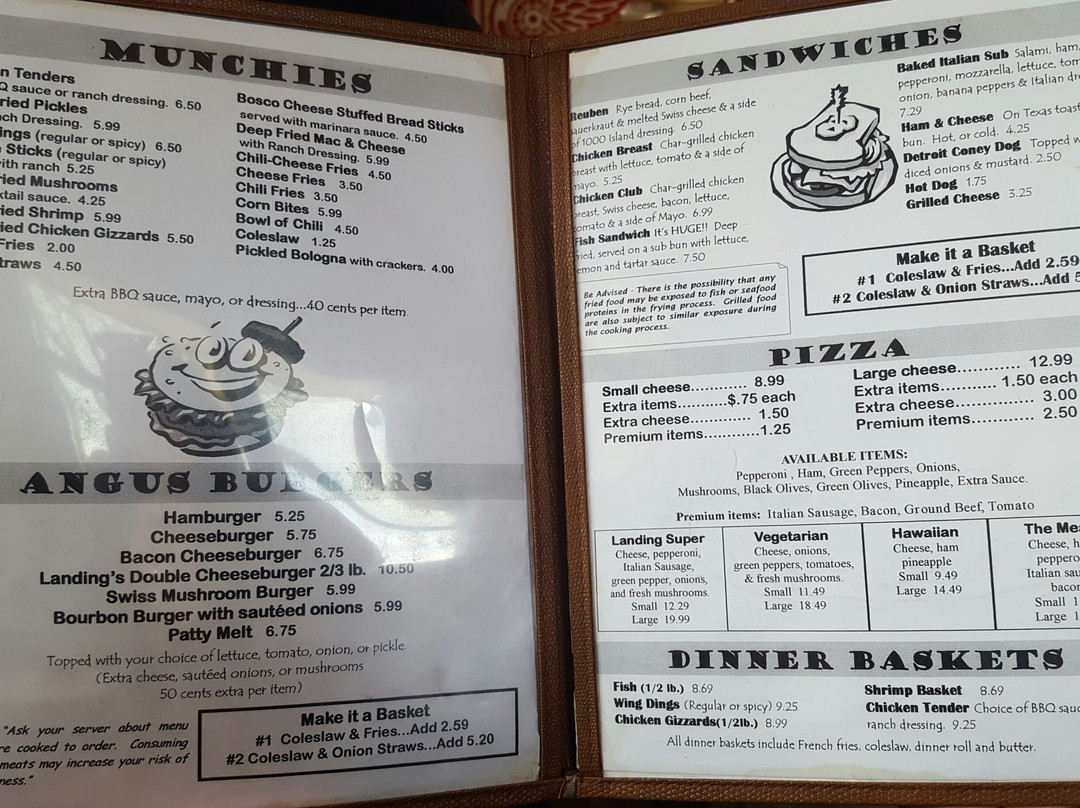 MUNCHIES
n Tenders
Q sauce or ranch dressing. 6.50
ried Pickles
ch Dressing. 5.99
ings (regular or spicy) 6.50
Sticks (regular or spicy)
with ranch 5.25
ried Mushrooms
ktail sauce. 4.25
ried Shrimp 5.99
ied Chicken Gizzards 5.50
Fries 2.00
traws 4.50
Bosco Cheese Stuffed Bread Sticks
served with marinara sauce. 4.50
Deep Fried Mac & Cheese
with Ranch Dressing. 5.99
Chili-Cheese Fries 4.50
Cheese Fries 3.50
Chili Fries 3.50
Corn Bites 5.99
Bowl of Chili 4.50
Coleslaw 1.25
Pickled Bologna with crackers. 4.00
Extra BBQ sauce, mayo, or dressing...40 cents per item.
ANGUS BURGERS
Hamburger 5.25
Cheeseburger 5.75
Bacon Cheeseburger 6.75
Landing's Double Cheeseburger 2/3 lb. 10.50
Swiss Mushroom Burger 5.99
Bourbon Burger with sautéed onions 5.99
Patty Melt 6.75
Topped with your choice of lettuce, tomato, onion, or pickle.
(Extra cheese, sautéed onions, or mushrooms
50 cents extra per item)
"Ask your server about menu
re cooked to order. Consuming
meats may increase your risk of
ness."
Make it a Basket
#1 Coleslaw & Fries...Add 2.59
#2 Coleslaw & Onion Straws...Add 5.20
SANDWICHES
Reuben Rye bread, corn beef,
auerkraut & melted Swiss cheese & a side
of 1000 Island dressing. 6.50
Chicken Breast Char-grilled chicken
breast with lettuce, tomato & a side of
mayo. 5.25
Chicken Club Char-grilled chicken
breast, Swiss cheese, bacon, lettuce,
tomato & a side of Mayo. 6.99
Fish Sandwich It's HUGE!! Deep
fried, served on a sub bun with lettuce,
lemon and tartar sauce. 7.50
Be Advised - There is the possibility that any
fried food may be exposed to fish or seafood
proteins in the frying process. Grilled food
are also subject to similar exposure during
the cooking process.
Baked Italian Sub Salami, ham,
pepperoni, mozzarella, lettuce, tom
onion, banana peppers & Italian dre
7.29
Ham & Cheese On Texas toast
bun. Hot, or cold. 4.25
Detroit Coney Dog Topped w
diced onions & mustard. 2.50
Hot Dog 1.75
Grilled Cheese 3.25
Make it a Basket
#1 Coleslaw & Fries...Add 2.59
#2 Coleslaw & Onion Straws...Add 5
PIZZA
Small cheese............ 8.99
Extra items...........$.75 each
Extra cheese............ 1.50
Premium items...........1.25
Large cheese............ 12.99
Extra items........... 1.50 each
Extra cheese............ 3.00
Premium items............ 2.50
AVAILABLE ITEMS:
Pepperoni , Ham, Green Peppers, Onions,
Mushrooms, Black Olives, Green Olives, Pineapple, Extra Sauce.
Premium items: Italian Sausage, Bacon, Ground Beef, Tomato
Landing Super
Cheese, pepperoni,
Italian Sausage,
green pepper, onions,
and fresh mushrooms.
Small 12.29
Large 19.99
Vegetarian
Cheese, onions,
green peppers, tomatoes,
& fresh mushrooms.
Small 11.49
Large 18.49
Hawaiian
Cheese, ham
pineapple
Small 9.49
Large 14.49
The Mea
Cheese, h
peppero
Italian sau
bacon
Small 1
Large 1
DINNER BASKETS
Fish (1/2 lb.) 8.69
Wing Dings (Regular or spicy) 9.25
Chicken Gizzards(1/2lb.) 8.99
Shrimp Basket 8.69
Chicken Tender Choice of BBQ sauc
ranch dressing. 9.25
All dinner baskets include French fries, coleslaw, dinner roll and butter.